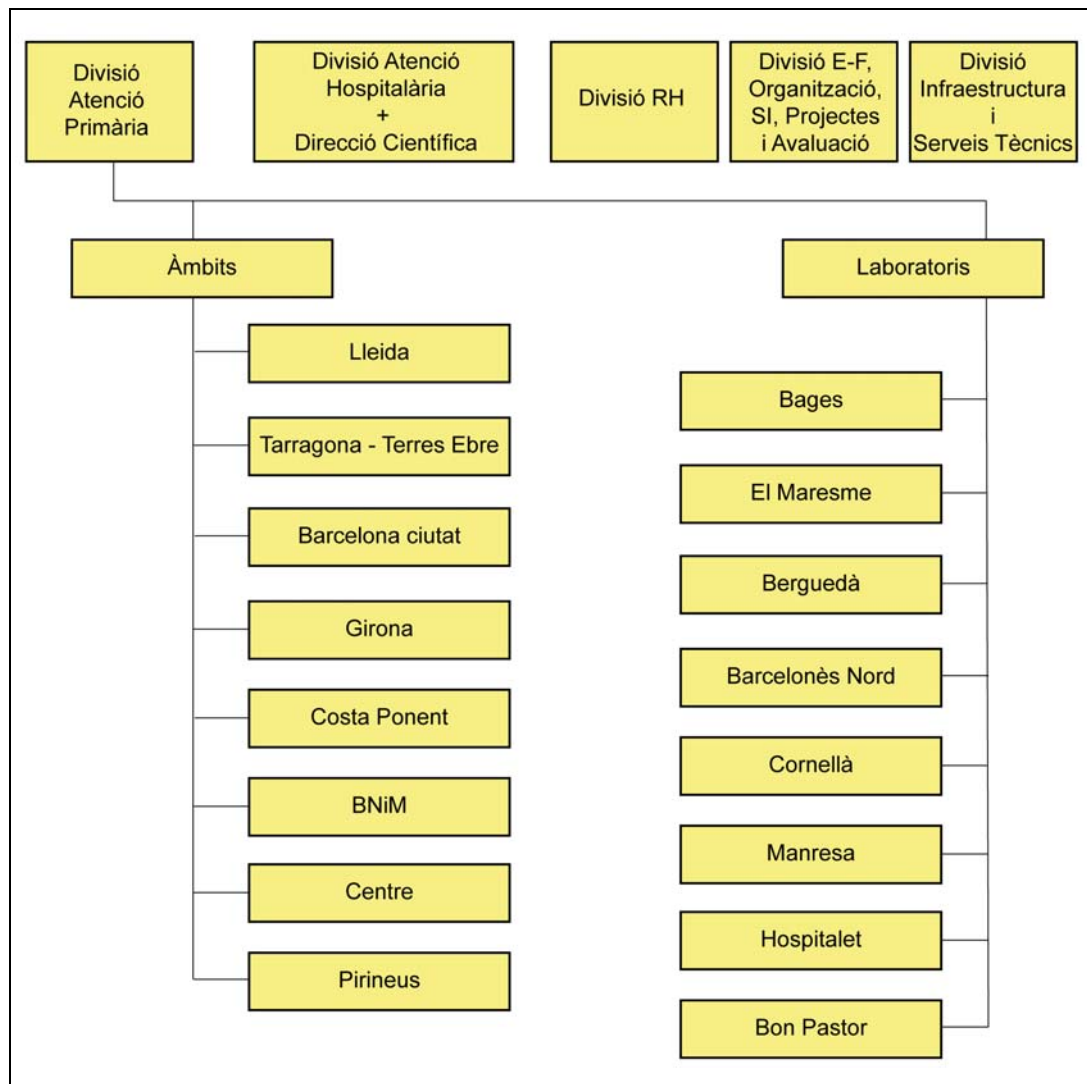 Divisió
Atenció
Primària
Divisió Atenció
Hospitalària
+
Direcció Científica
Divisió RH
Divisió E-F,
Organització,
SI, Projectes
i Avaluació
Divisió
Infraestructura
i
Serveis Tècnics
Àmbits
Laboratoris
Lleida
Tarragona - Terres Ebre
Barcelona ciutat
Girona
Costa Ponent
BNiM
Centre
Pirineus
Bages
El Maresme
Berguedà
Barcelonès Nord
Cornellà
Manresa
Hospitalet
Bon Pastor